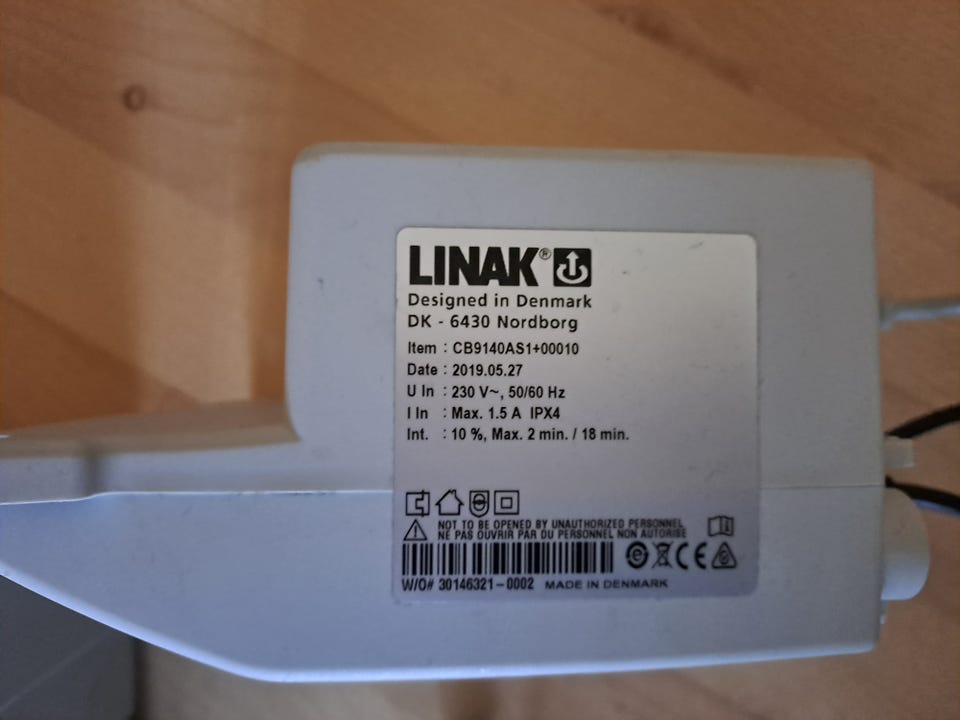 LINAK®
Designed in Denmark
DK - 6430 Nordborg
Item : CB9140AS1+00010
Date : 2019.05.27
U In : 230 V~, 50/60 Hz
I In : Max. 1.5 A IPX4
Int. : 10 %, Max. 2 min. / 18 min.
NOT TO BE OPENED BY UNAUTHORIZED PERSONNEL
NE PAS OUVRIR PAR DU PERSONNEL NON AUTORISE
CE
W/O# 30146321-0002 MADE IN DENMARK